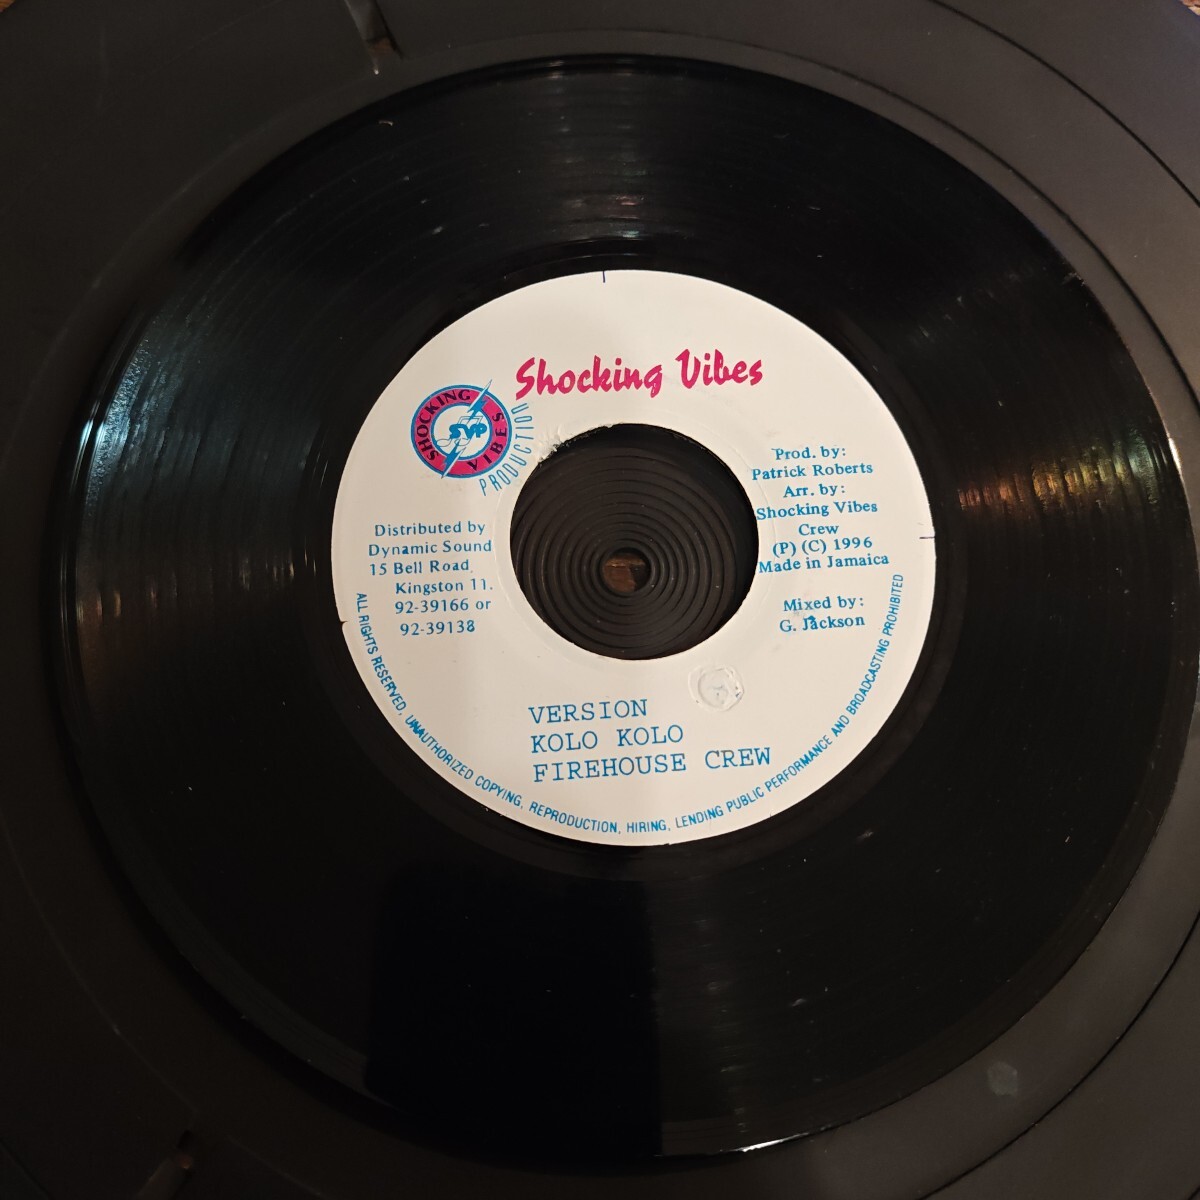 Shocking Vibes
SHOCKING VIBES
SVP
PRODUCTION
Distributed by
Dynamic Sound
15 Bell Road,
Kingston 11.
92-39166 or
92-39138
Prod. by:
Patrick Roberts
Arr. by:
Shocking Vibes
Crew
(P) (C) 1996
Made in Jamaica
Mixed by:
G. Jackson
VERSION
KOLO KOLO
FIREHOUSE CREW
ALL RIGHTS RESERVED, UNAUTHORIZED COPYING, REPRODUCTION, HIRING, LENDING PUBLIC PERFORMANCE AND BROADCASTING PROHIBITED